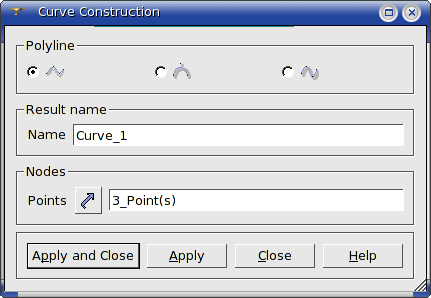 Curve Construction
Polyline
Result name
Name Curve_1
Nodes
Points 3_Point(s)
Apply and Close Apply Close Help